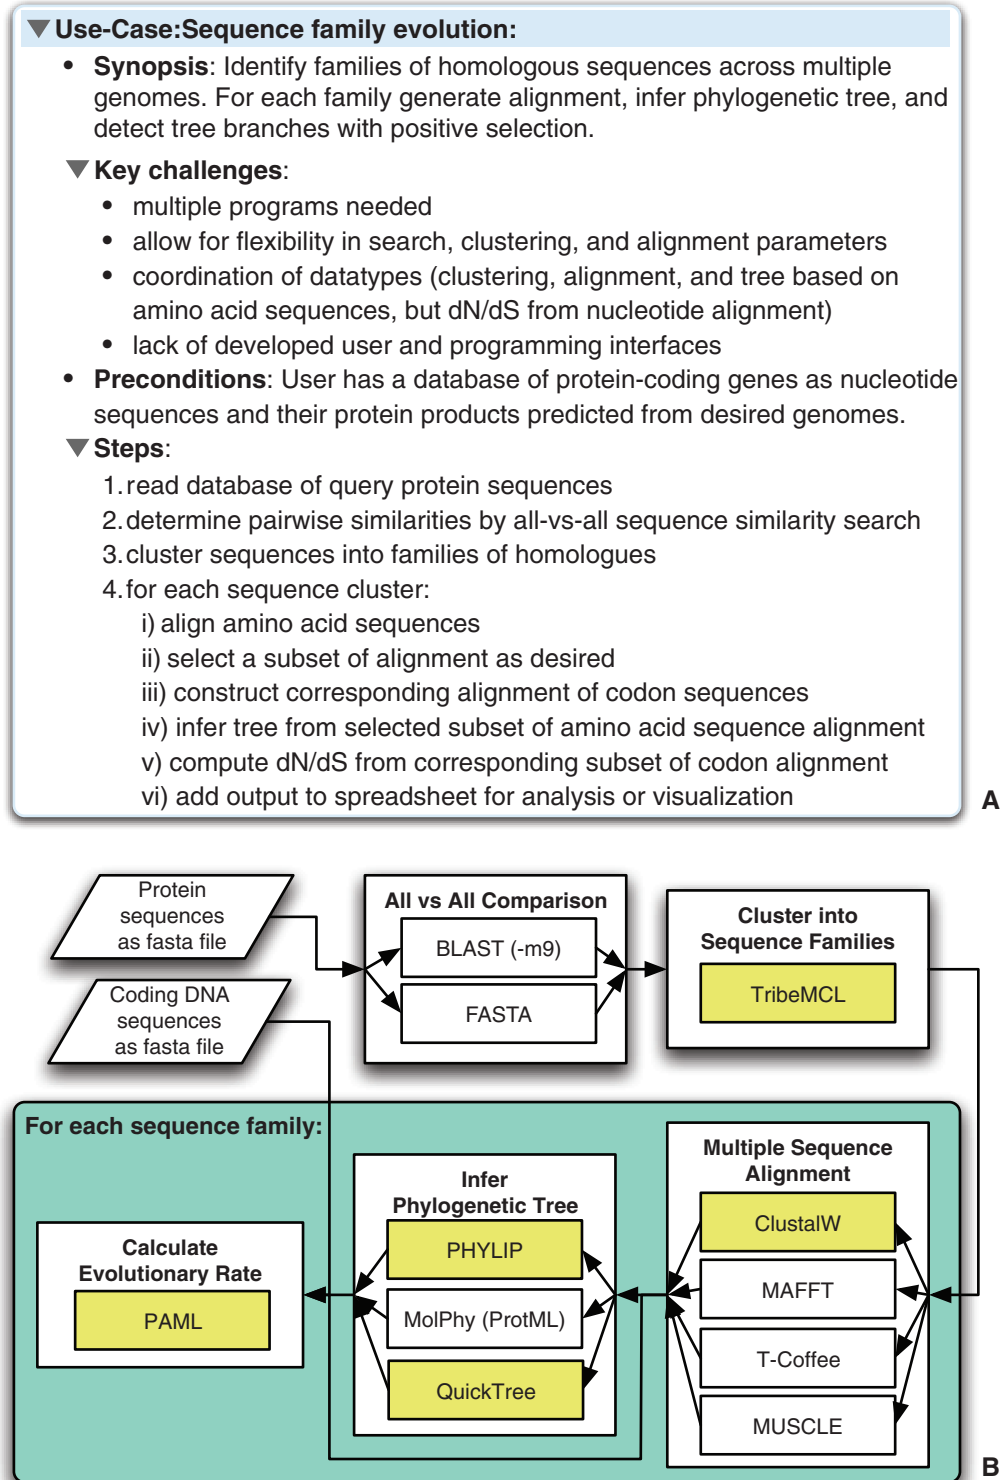 Use-Case:Sequence family evolution:
• Synopsis: Identify families of homologous sequences across multiple
genomes. For each family generate alignment, infer phylogenetic tree, and
detect tree branches with positive selection.
Key challenges:
• multiple programs needed
• allow for flexibility in search, clustering, and alignment parameters
• coordination of datatypes (clustering, alignment, and tree based on
amino acid sequences, but dN/dS from nucleotide alignment)
• lack of developed user and programming interfaces
• Preconditions: User has a database of protein-coding genes as nucleotide
sequences and their protein products predicted from desired genomes.
Steps:
1. read database of query protein sequences
2. determine pairwise similarities by all-vs-all sequence similarity search
3. cluster sequences into families of homologues
4. for each sequence cluster:
i) align amino acid sequences
ii) select a subset of alignment as desired
iii) construct corresponding alignment of codon sequences
iv) infer tree from selected subset of amino acid sequence alignment
v) compute dN/dS from corresponding subset of codon alignment
vi) add output to spreadsheet for analysis or visualization
A
Protein
sequences
as fasta file
Coding DNA
sequences
as fasta file
All vs All Comparison
BLAST (-m9)
FASTA
Cluster into
Sequence Families
TribeMCL
For each sequence family:
Multiple Sequence
Alignment
ClustalW
MAFFT
T-Coffee
MUSCLE
Infer
Phylogenetic Tree
PHYLIP
MolPhy (ProtML)
QuickTree
Calculate
Evolutionary Rate
PAML
B